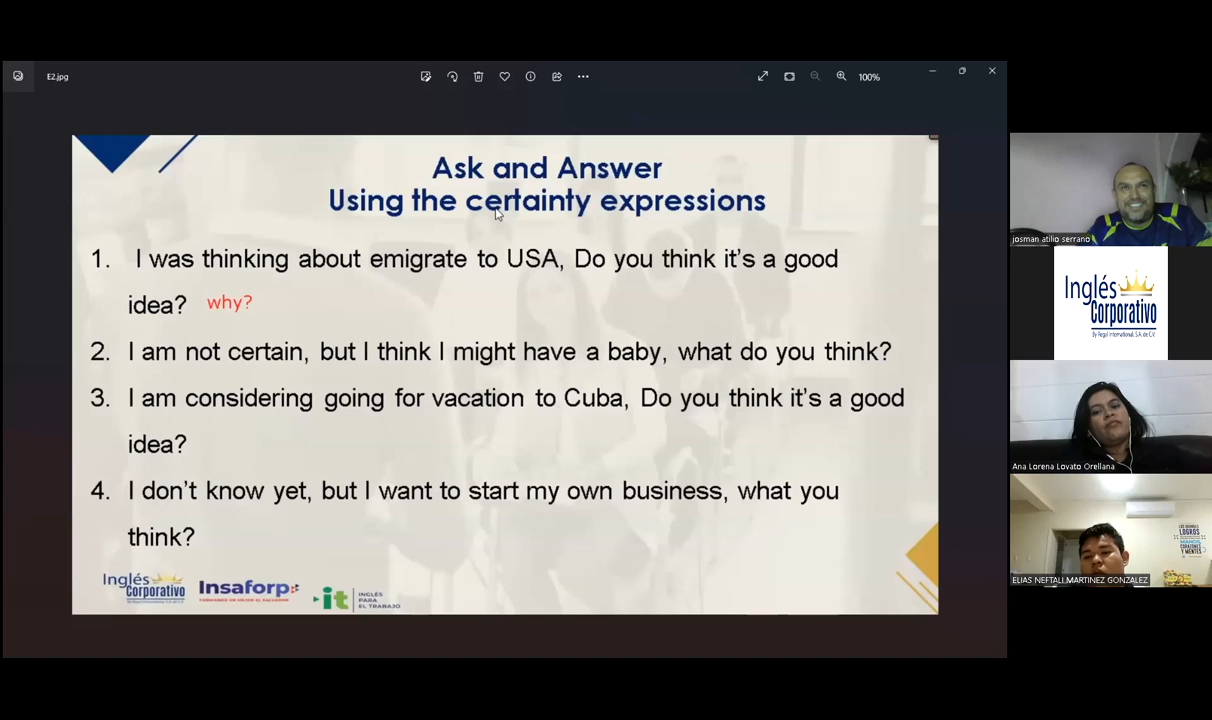 E2.jpg
100%
Ask and Answer
Using the certainty expressions
1. I was thinking about emigrate to USA, Do you think it's a good
idea? why?
2. I am not certain, but I think I might have a baby, what do you think?
3. I am considering going for vacation to Cuba, Do you think it's a good
idea?
4. I don't know yet, but I want to start my own business, what you
think?
Inglés
Corporativo
Insaforp
it
INGLÉS
PARA
EL TRABAJO
josman atilio serrano
Inglés
Corporativo
By Regal International, S.A. de C.V.
Ana Lorena Lovato Orellana
LOGROS
CORAZONES
Y MENTES
ELIAS NEFTALI MARTINEZ GONZALEZ